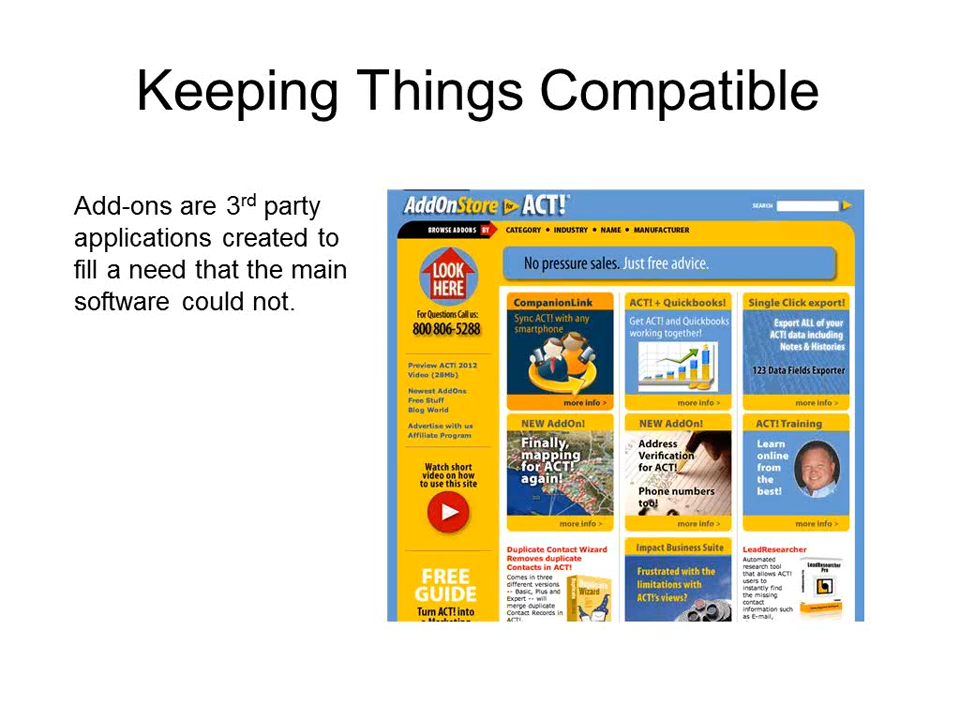 Keeping Things Compatible
Add-ons are 3rd party
applications created to
fill a need that the main
software could not.
AddOnStore for ACT!
SEARCH
BROWSE ADDONS BY
CATEGORY • INDUSTRY • NAME • MANUFACTURER
LOOK
HERE
For Questions Call us:
800 806-5288
Preview ACT! 2012
Video (28Mb)
Newest AddOns
Free Stuff
Blog World
Advertise with us
Affiliate Program
Watch short
video on how
to use this site
FREE
GUIDE
Turn ACT! into
a Marketing
No pressure sales. Just free advice.
CompanionLink
Sync ACT! with any
smartphone
more info >
ACT! + Quickbooks!
Get ACT! and Quickbooks
working together!
more info >
Single Click export!
Export ALL of your
ACT! data including
Notes & Histories
123 Data Fields Exporter
more info >
NEW AddOn!
Finally,
mapping
for ACT!
again!
more info >
NEW AddOn!
Address
Verification
for ACT!
Phone numbers
too!
more info >
ACT! Training
Learn
online
from
the
best!
more info >
Duplicate Contact Wizard
Removes duplicate
Contacts in ACT!
Comes in three
different versions
-- Basic, Plus and
Expert -- will
merge duplicate
Contact Records in
ACT!
Wizard
Impact Business Suite
Frustrated with the
limitations with
ACT!'s views?
LeadResearcher
Automated
research tool
that allows ACT!
users to
instantly find
the missing
contact
information such
as E-mail,
LeadResearcher
Pro